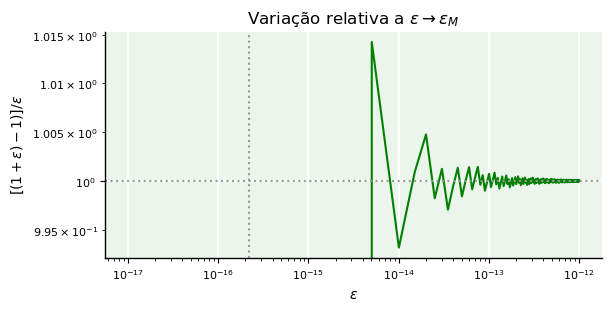 Variação relativa a ε → ε_M
[(1 + ε) − 1)]/ε
1.015 × 10⁰
1.01 × 10⁰
1.005 × 10⁰
10⁰
9.95 × 10⁻¹
10⁻¹⁷ 10⁻¹⁶ 10⁻¹⁵ 10⁻¹⁴ 10⁻¹³ 10⁻¹²
ε